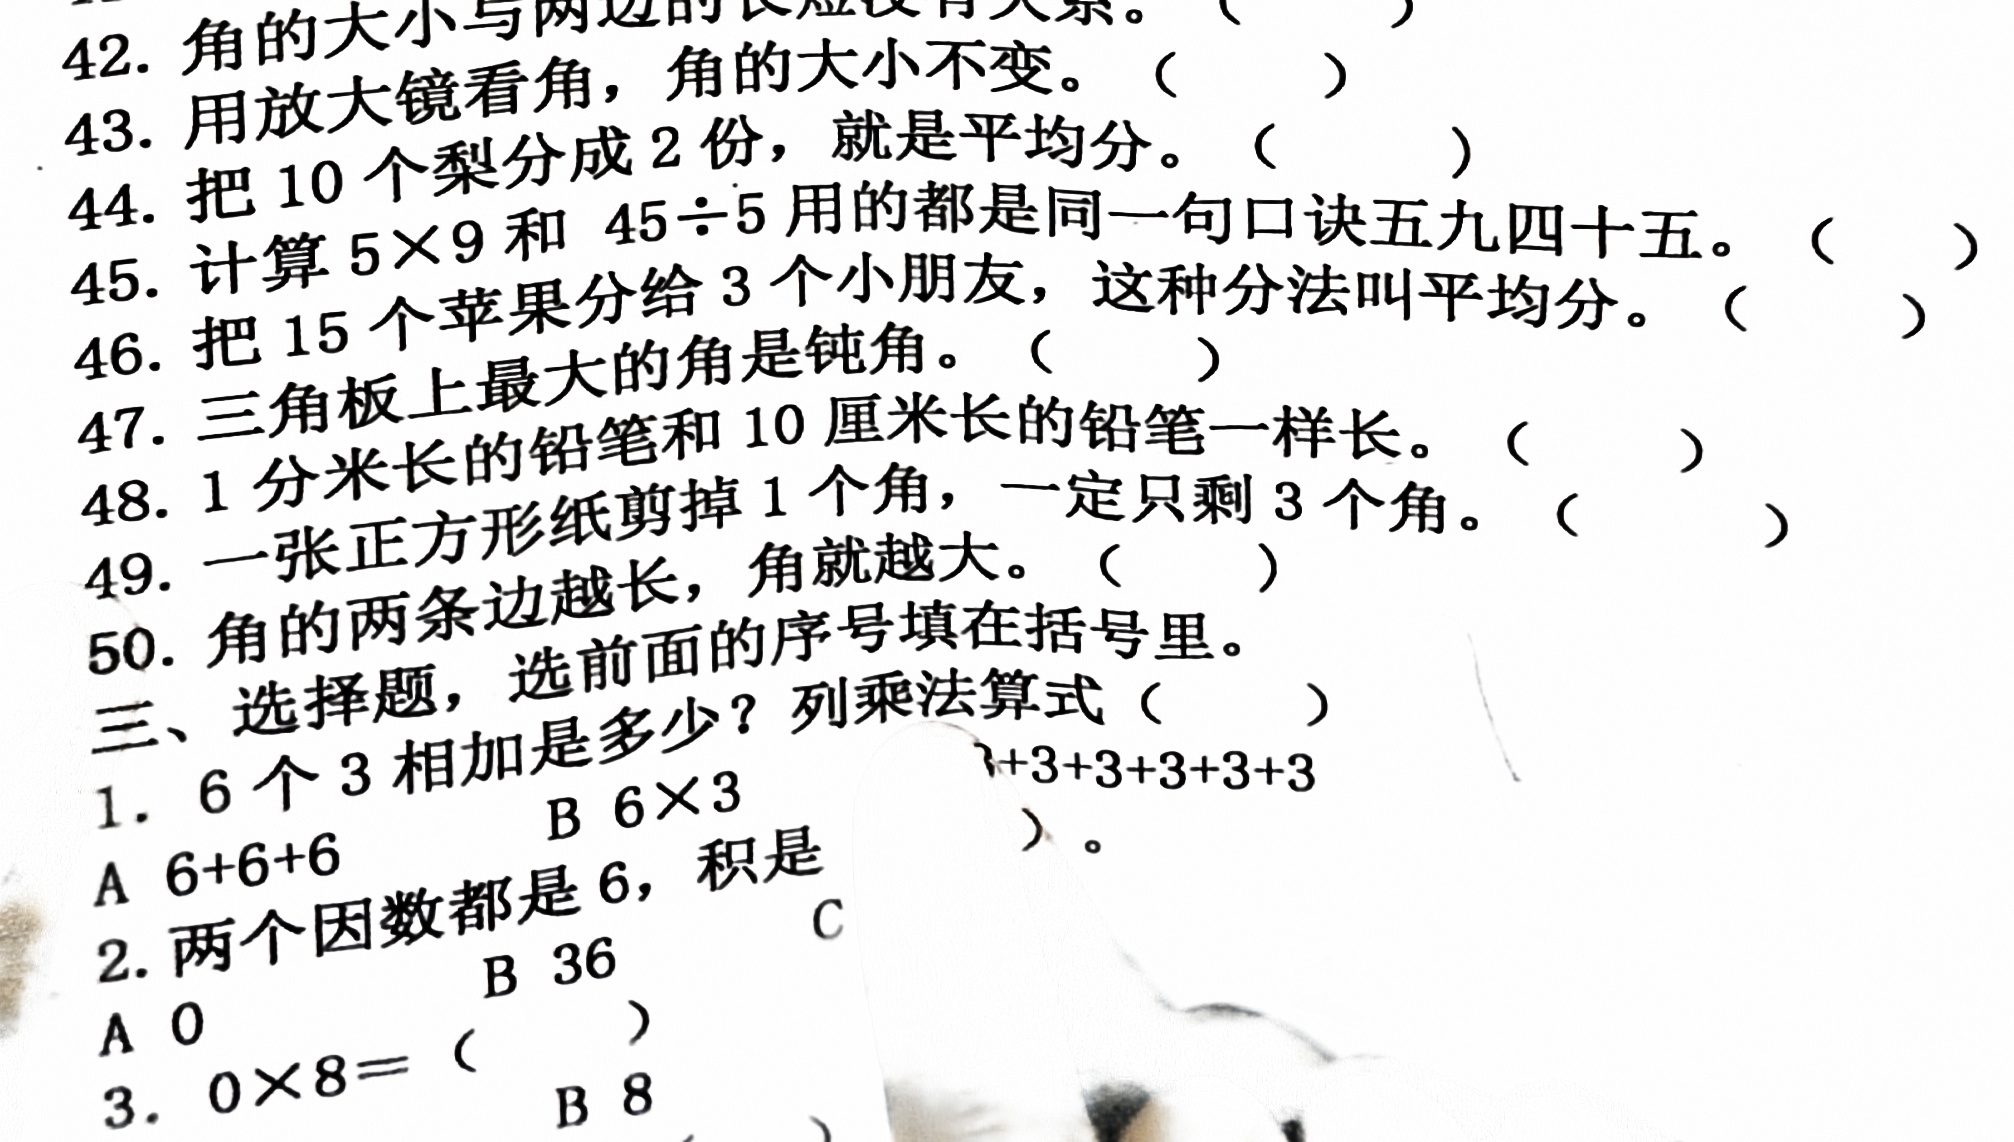 42. 角的大小与两边的长短没有关系。（ ）
43. 用放大镜看角，角的大小不变。（ ）
44. 把 10 个梨分成 2 份，就是平均分。（ ）
45. 计算 5×9 和 45÷5 用的都是同一句口诀五九四十五。（ ）
46. 把 15 个苹果分给 3 个小朋友，这种分法叫平均分。（ ）
47. 三角板上最大的角是钝角。（ ）
48. 1 分米长的铅笔和 10 厘米长的铅笔一样长。（ ）
49. 一张正方形纸剪掉 1 个角，一定只剩 3 个角。（ ）
50. 角的两条边越长，角就越大。（ ）
三、选择题，选前面的序号填在括号里。
1. 6 个 3 相加是多少？列乘法算式（ ）
A 6+6+6 B 6×3 3+3+3+3+3+3
2. 两个因数都是 6，积是 ）。
A 0 B 36 C
3. 0×8＝（ ）
B 8